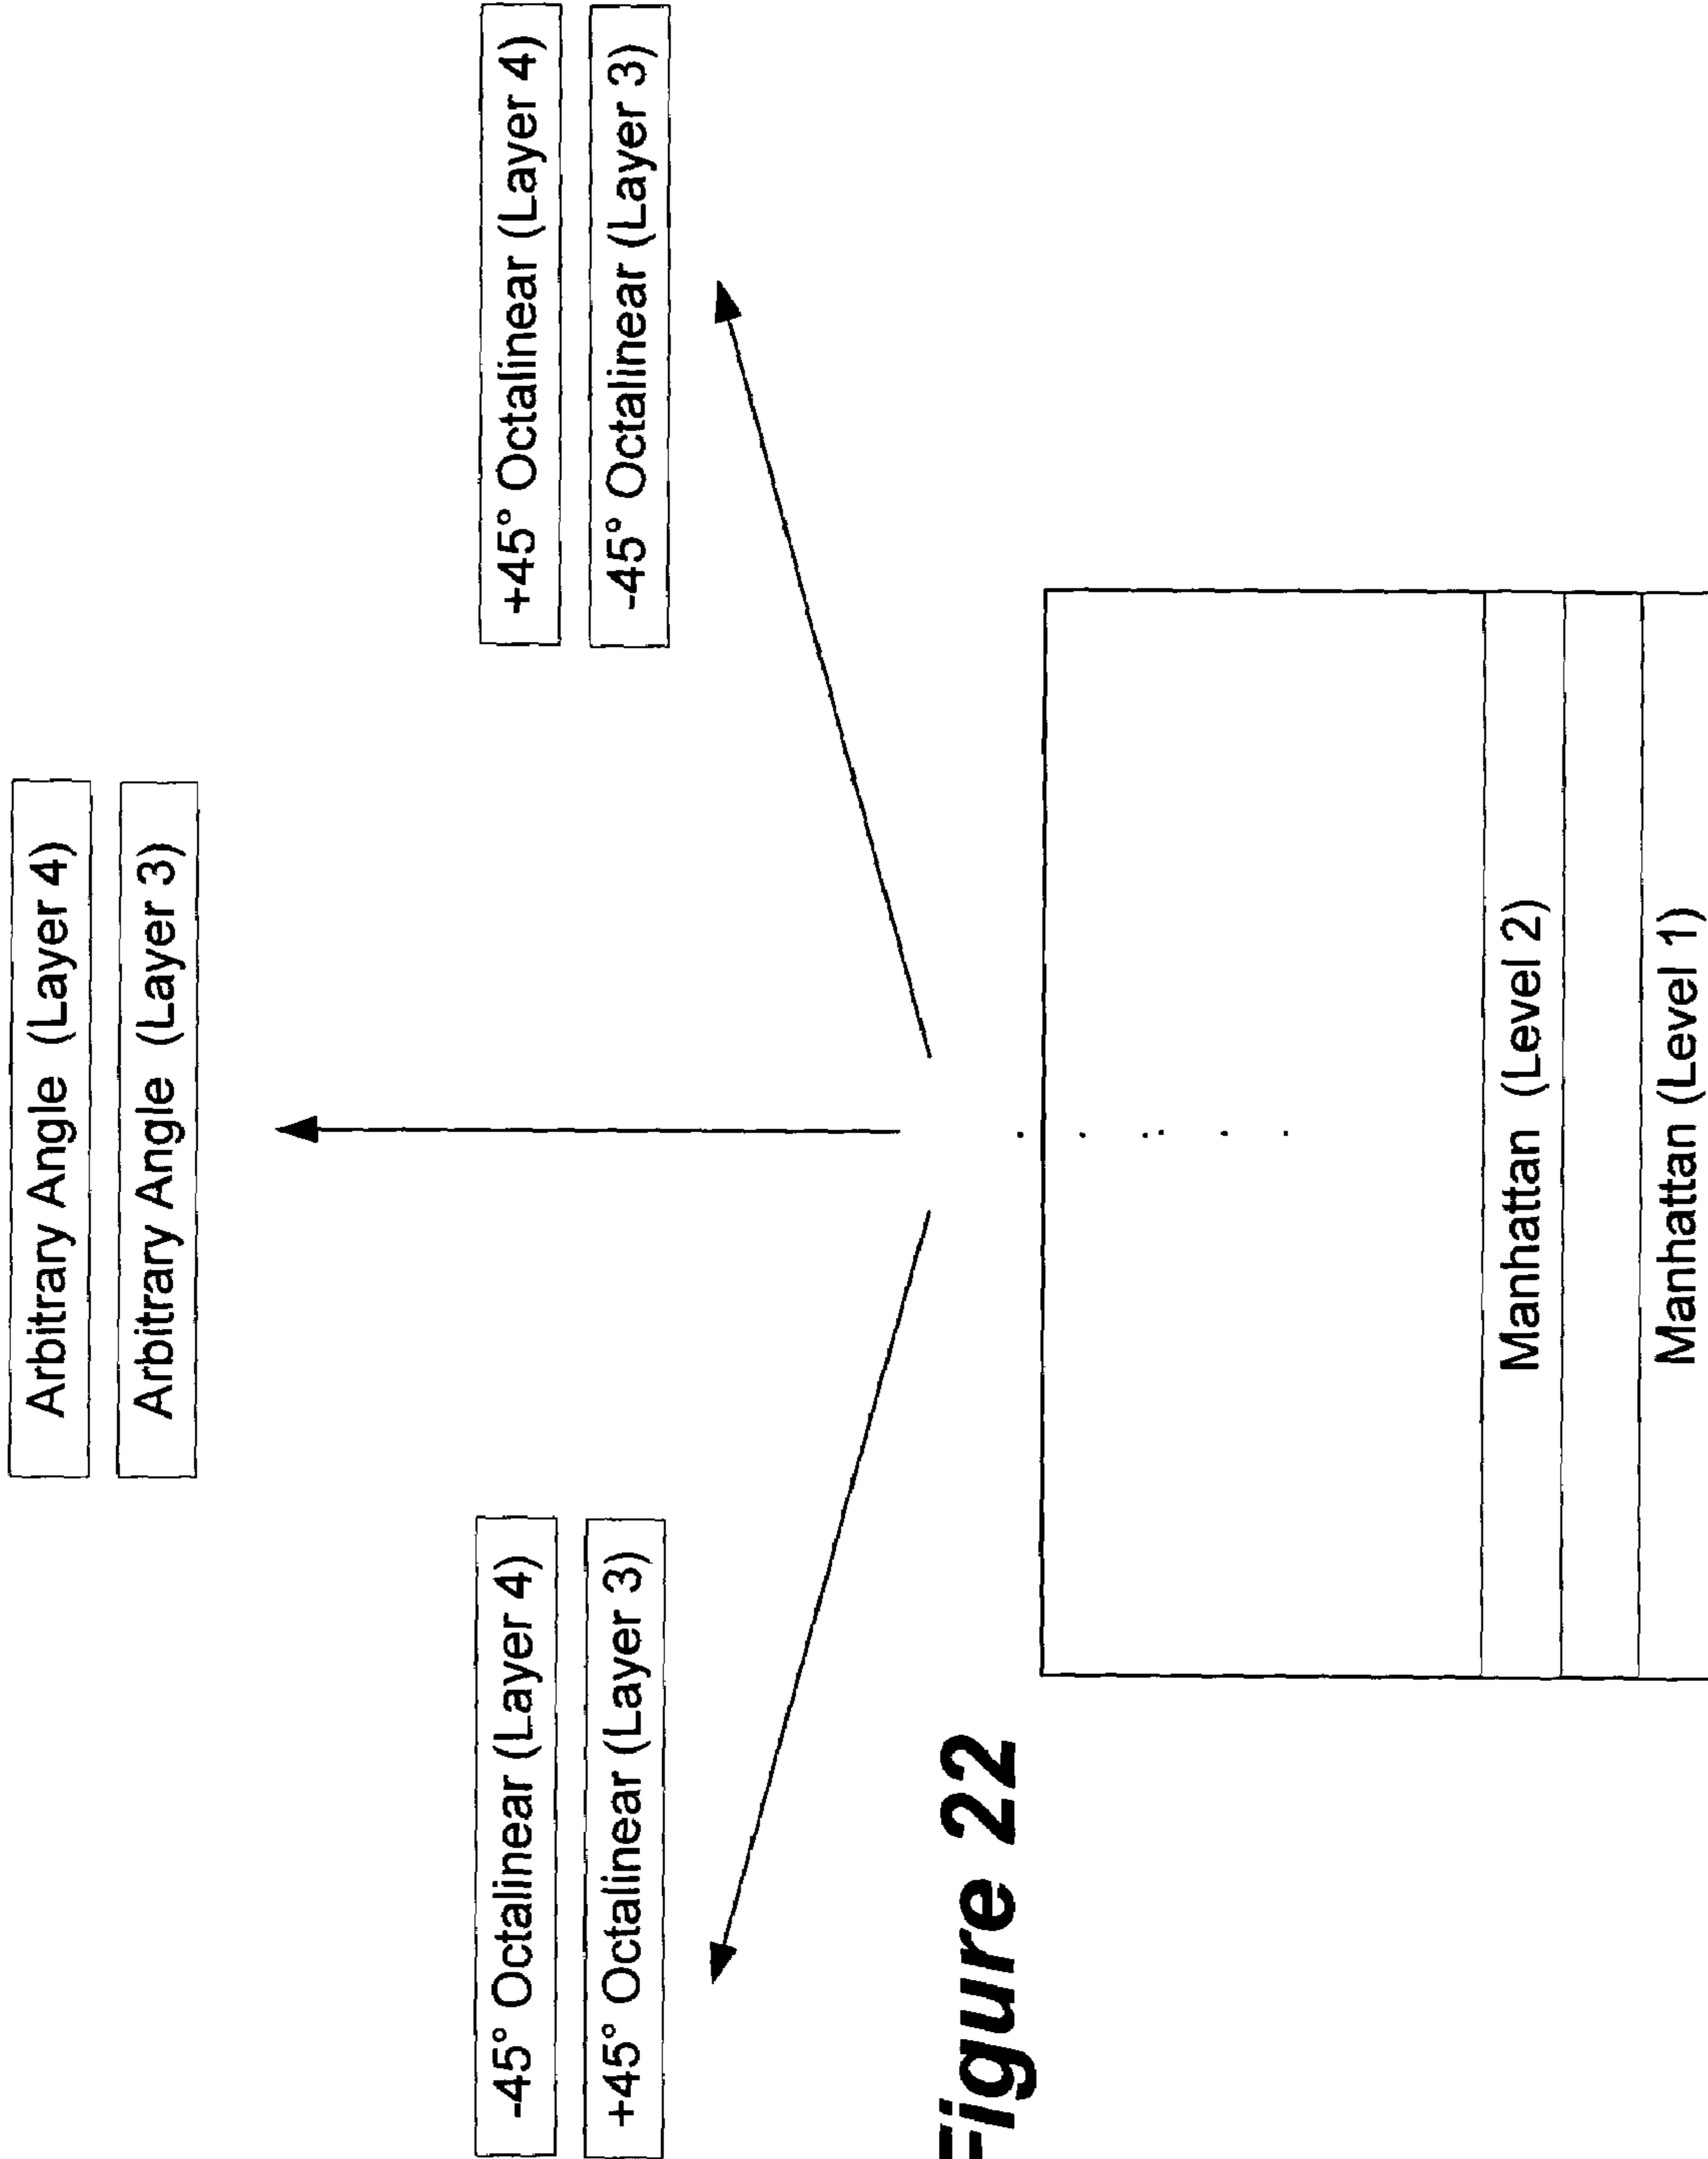 Arbitrary Angle (Layer 4)
Arbitrary Angle (Layer 3)
-45° Octalinear (Layer 4)
+45° Octalinear (Layer 3)
+45° Octalinear (Layer 4)
-45° Octalinear (Layer 3)
Figure 22
Manhattan (Level 2)
Manhattan (Level 1)